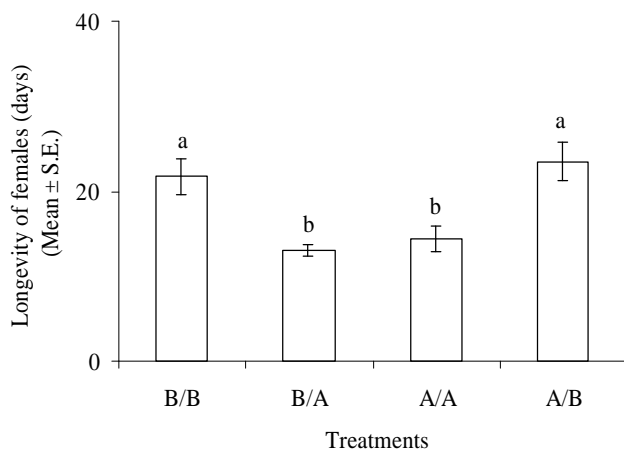 Longevity of females (days)
(Mean ± S.E.)
40
20
0
a
b
b
a
B/B B/A A/A A/B
Treatments